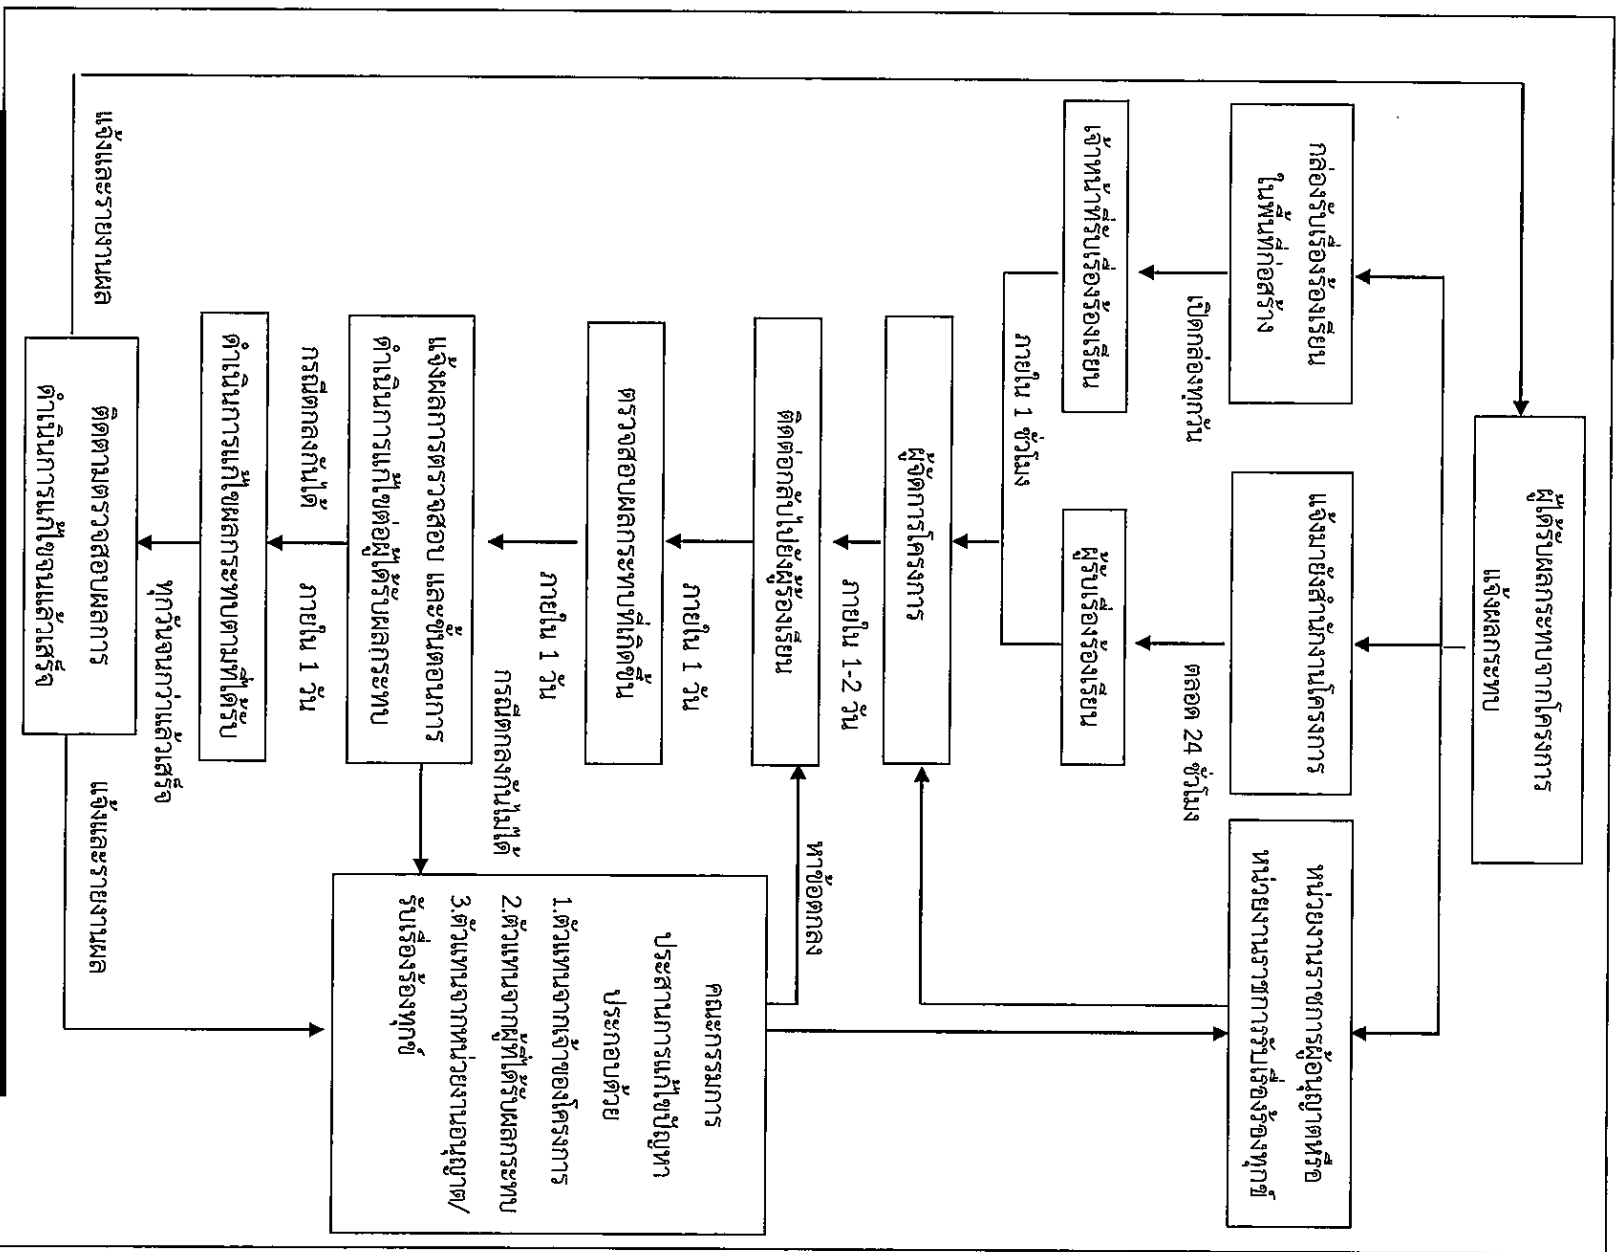 ผู้ได้รับผลกระทบจากโครงการ
แจ้งผลกระทบ
กล่องรับเรื่องร้องเรียน
ในพื้นที่ก่อสร้าง
แจ้งมายังสำนักงานโครงการ
หน่วยงานราชการผู้อนุญาตหรือ
หน่วยงานราชการรับเรื่องร้องทุกข์
เปิดกล่องทุกวัน
ตลอด 24 ชั่วโมง
เจ้าหน้าที่รับเรื่องร้องเรียน
ผู้รับเรื่องร้องเรียน
ภายใน 1 ชั่วโมง
ผู้จัดการโครงการ
ภายใน 1-2 วัน
ติดต่อกลับไปยังผู้ร้องเรียน
หาข้อตกลง
ภายใน 1 วัน
ตรวจสอบผลกระทบที่เกิดขึ้น
ภายใน 1 วัน
กรณีตกลงกันไม่ได้
แจ้งผลการตรวจสอบ และขั้นตอนการ
ดำเนินการแก้ไขต่อผู้ได้รับผลกระทบ
คณะกรรมการ
ประสานการแก้ไขปัญหา
ประกอบด้วย
1.ตัวแทนจากเจ้าของโครงการ
2.ตัวแทนจากผู้ที่ได้รับผลกระทบ
3.ตัวแทนจากหน่วยงานอนุญาต/
รับเรื่องร้องทุกข์
กรณีตกลงกันได้
ภายใน 1 วัน
ดำเนินการแก้ไขผลกระทบตามที่ได้รับ
ทุกวันจนกว่าแล้วเสร็จ
แจ้งและรายงานผล
ติดตามตรวจสอบผลการ
ดำเนินการแก้ไขจนแล้วเสร็จ
แจ้งและรายงานผล